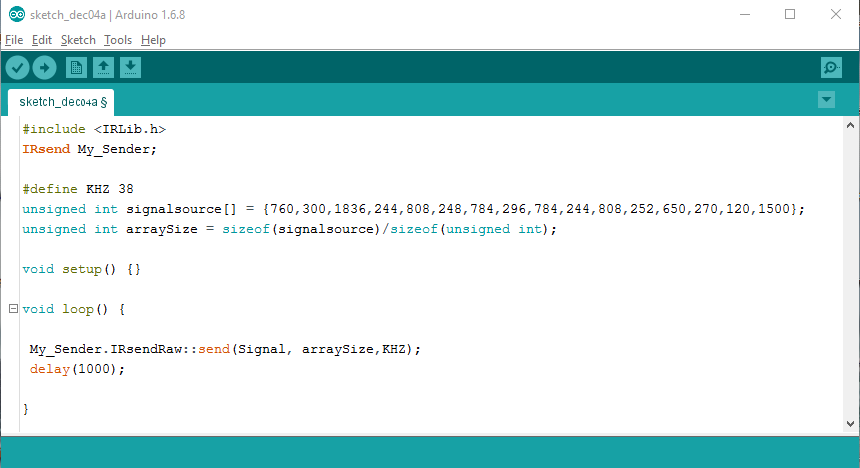 sketch_dec04a | Arduino 1.6.8
File Edit Sketch Tools Help
sketch_dec04a §
#include <IRLib.h>
IRsend My_Sender;
#define KHZ 38
unsigned int signalsource[] = {760,300,1836,244,808,248,784,296,784,244,808,252,650,270,120,1500};
unsigned int arraySize = sizeof(signalsource)/sizeof(unsigned int);
void setup() {}
void loop() {
My_Sender.IRsendRaw::send(Signal, arraySize,KHZ);
delay(1000);
}